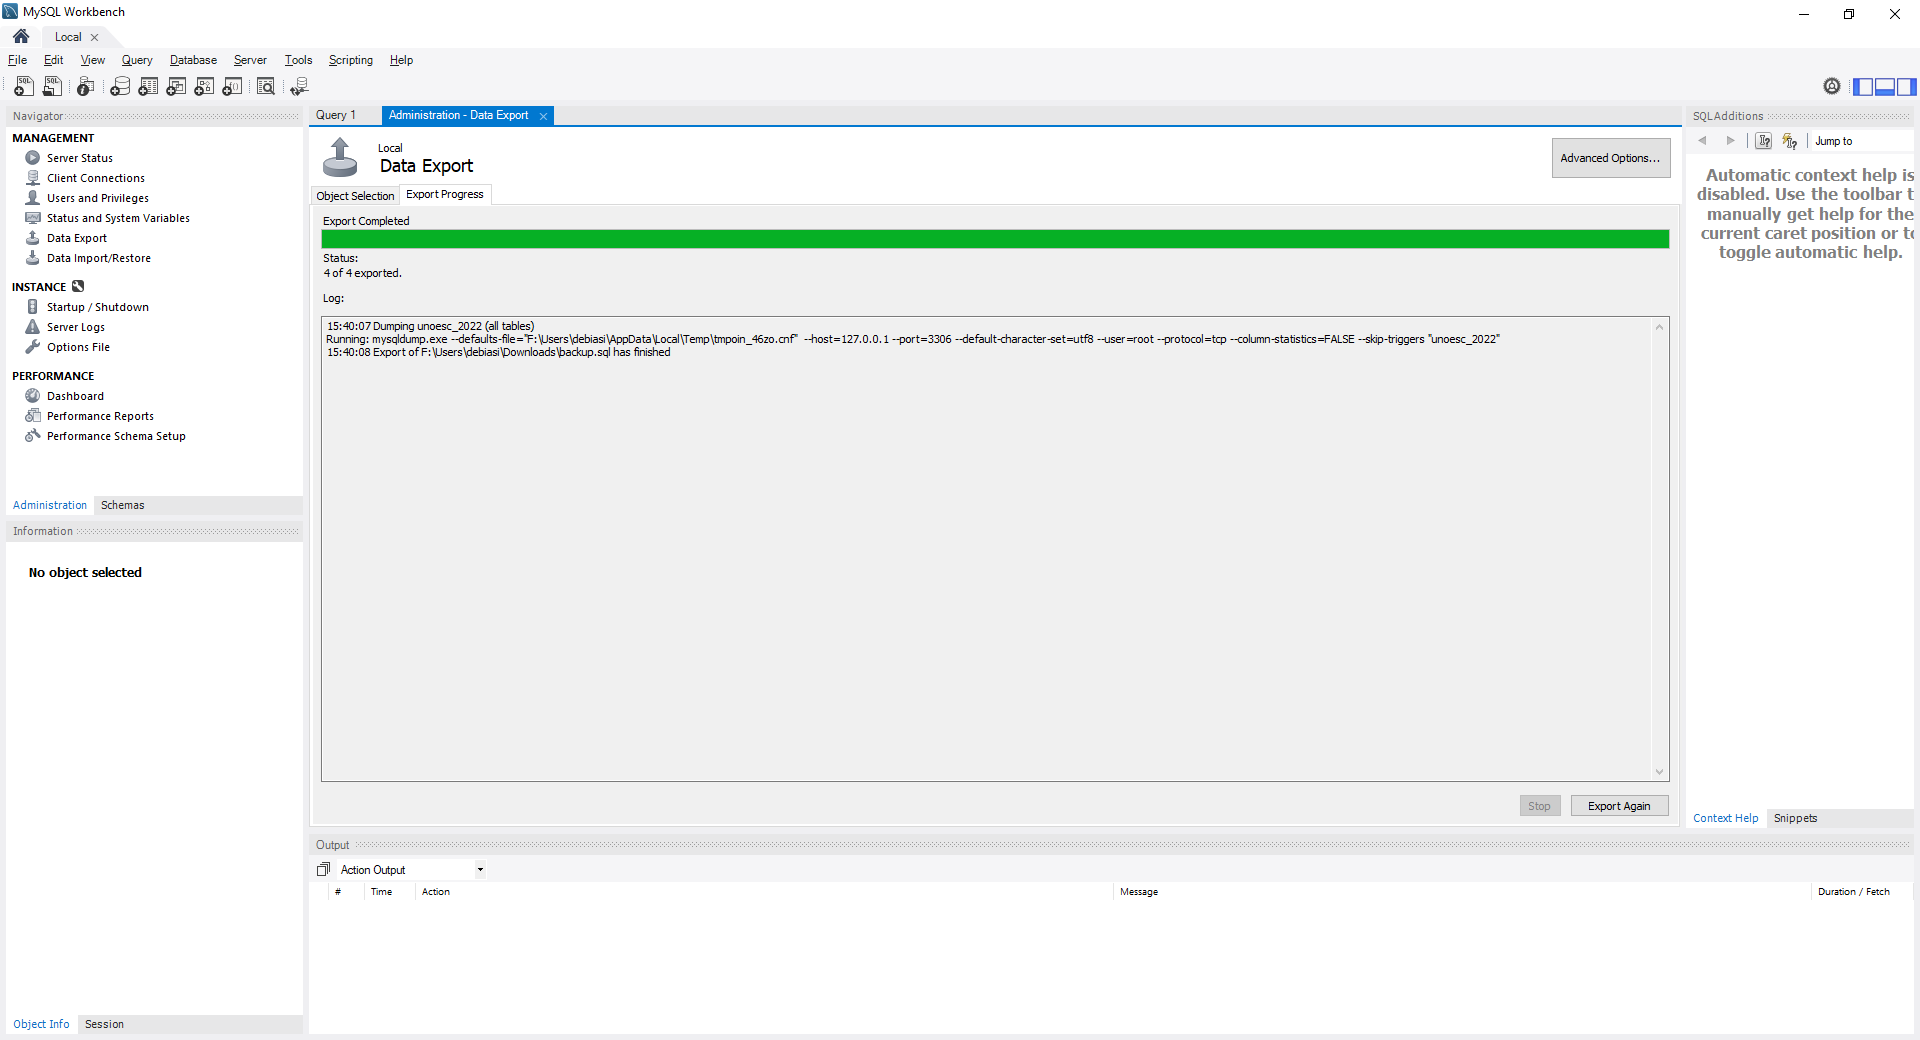 MySQL Workbench
Local
File Edit View Query Database Server Tools Scripting Help
Navigator
MANAGEMENT
Server Status
Client Connections
Users and Privileges
Status and System Variables
Data Export
Data Import/Restore
INSTANCE
Startup / Shutdown
Server Logs
Options File
PERFORMANCE
Dashboard
Performance Reports
Performance Schema Setup
Administration Schemas
Information
No object selected
Object Info Session
Query 1 Administration - Data Export
Local
Data Export
Advanced Options...
Object Selection Export Progress
Export Completed
Status:
4 of 4 exported.
Log:
15:40:07 Dumping unoesc_2022 (all tables)
Running: mysqldump.exe --defaults-file="F:\Users\debiasi\AppData\Local\Temp\tmpoin_46zo.cnf" --host=127.0.0.1 --port=3306 --default-character-set=utf8 --user=root --protocol=tcp --column-statistics=FALSE --skip-triggers "unoesc_2022"
15:40:08 Export of F:\Users\debiasi\Downloads\backup.sql has finished
Stop Export Again
Output
Action Output
# Time Action Message Duration / Fetch
SQLAdditions
Jump to
Automatic context help is
disabled. Use the toolbar t
manually get help for the
current caret position or to
toggle automatic help.
Context Help Snippets